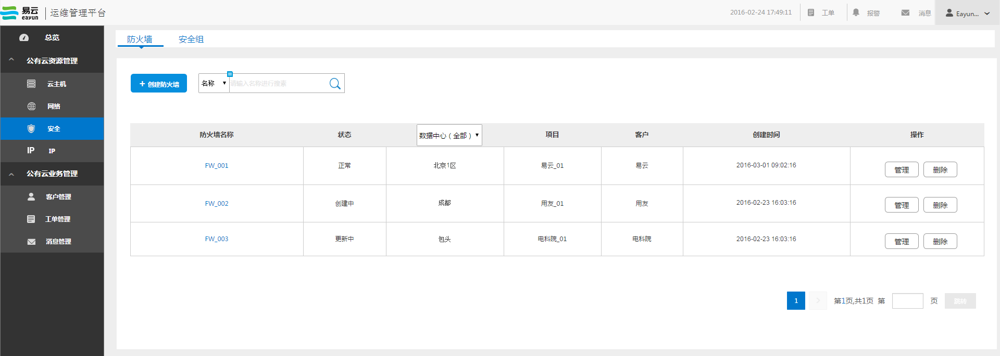 易云
eayun
运维管理平台
2016-02-24 17:49:11
工单
报警
消息
Eayun...
总览
公有云资源管理
云主机
网络
安全
IP IP
公有云业务管理
客户管理
工单管理
消息管理
防火墙 安全组
+ 创建防火墙
名称
请输入名称进行搜索
防火墙名称 状态 数据中心（全部） 项目 客户 创建时间 操作
FW_001 正常 北京1区 易云_01 易云 2016-03-01 09:02:16 管理 删除
FW_002 创建中 成都 用友_01 用友 2016-02-23 16:03:16 管理 删除
FW_003 更新中 包头 电科院_01 电科院 2016-02-23 16:03:16 管理 删除
1 第1页,共1页 第 页 跳转